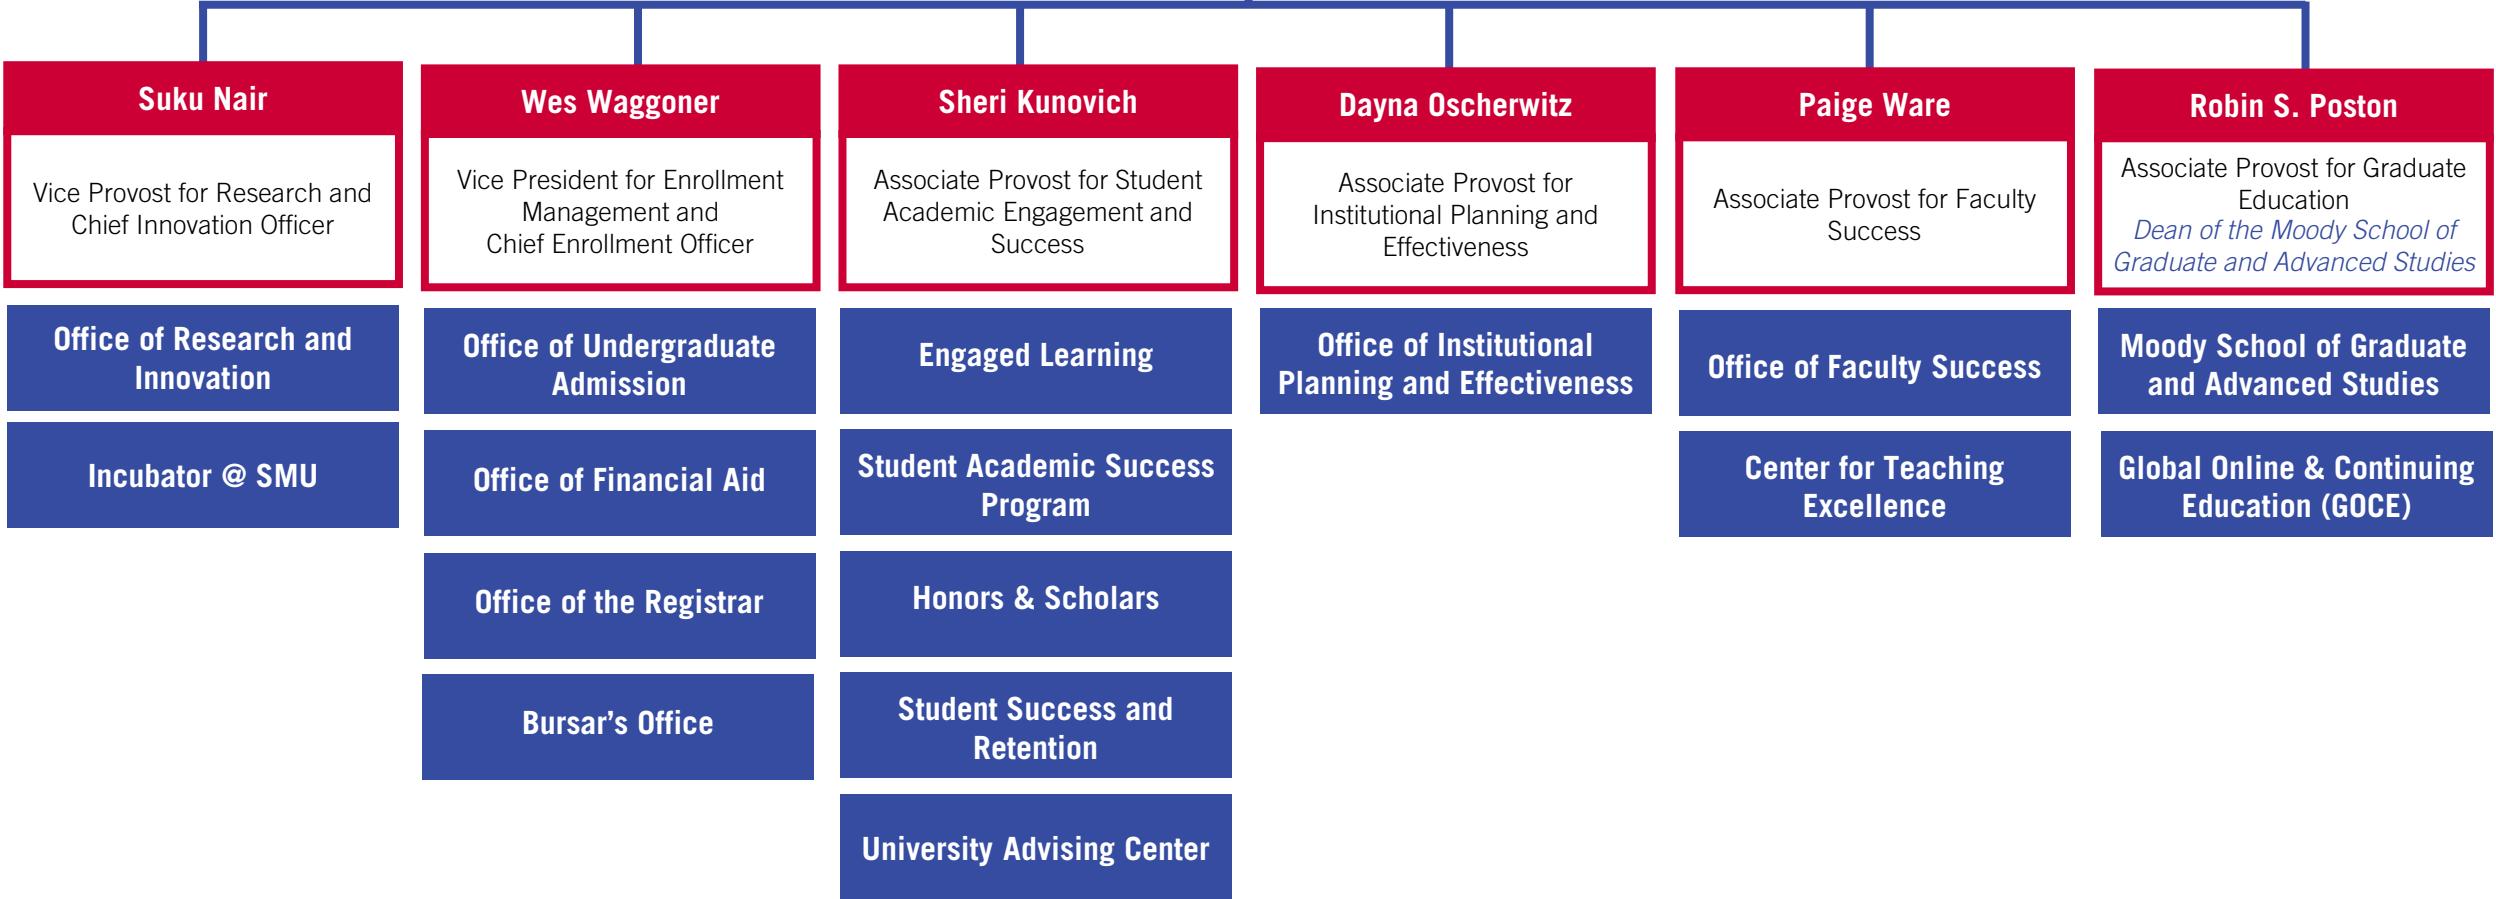 Suku Nair
Vice Provost for Research and
Chief Innovation Officer
Office of Research and
Innovation
Incubator @ SMU
Wes Waggoner
Vice President for Enrollment
Management and
Chief Enrollment Officer
Office of Undergraduate
Admission
Office of Financial Aid
Office of the Registrar
Bursar’s Office
Sheri Kunovich
Associate Provost for Student
Academic Engagement and
Success
Engaged Learning
Student Academic Success
Program
Honors & Scholars
Student Success and
Retention
University Advising Center
Dayna Oscherwitz
Associate Provost for
Institutional Planning and
Effectiveness
Office of Institutional
Planning and Effectiveness
Paige Ware
Associate Provost for Faculty
Success
Office of Faculty Success
Center for Teaching
Excellence
Robin S. Poston
Associate Provost for Graduate
Education
Dean of the Moody School of
Graduate and Advanced Studies
Moody School of Graduate
and Advanced Studies
Global Online & Continuing
Education (GOCE)